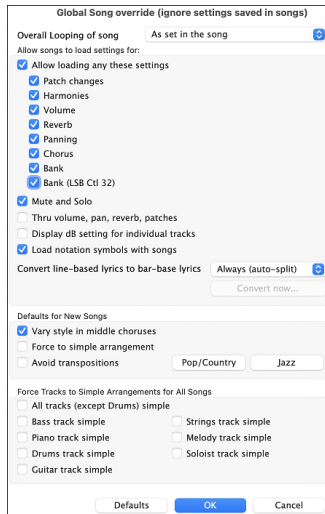 Global Song override (ignore settings saved in songs)
Overall Looping of song As set in the song
Allow songs to load settings for:
Allow loading any these settings
Patch changes
Harmonies
Volume
Reverb
Panning
Chorus
Bank
Bank (LSB Ctl 32)
Mute and Solo
Thru volume, pan, reverb, patches
Display dB setting for individual tracks
Load notation symbols with songs
Convert line-based lyrics to bar-base lyrics Always (auto-split)
Convert now...
Defaults for New Songs
Vary style in middle choruses
Force to simple arrangement
Avoid transpositions Pop/Country Jazz
Force Tracks to Simple Arrangements for All Songs
All tracks (except Drums) simple
Bass track simple Strings track simple
Piano track simple Melody track simple
Drums track simple Soloist track simple
Guitar track simple
Defaults OK Cancel